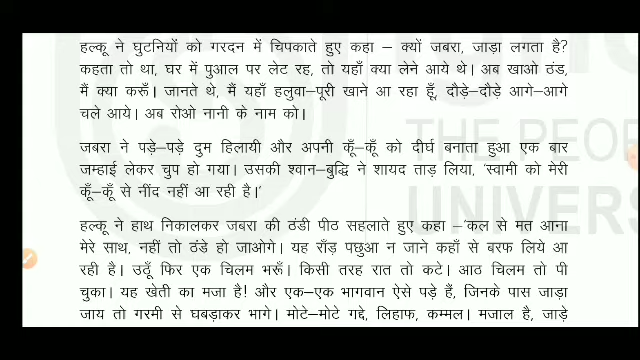 हल्कू ने घुटनियों को गरदन में चिपकाते हुए कहा – क्यों जबरा, जाड़ा लगता है?
कहता तो था, घर में पुआल पर लेट रह, तो यहाँ क्या लेने आये थे। अब खाओ ठंड,
मैं क्या करूँ। जानते थे, मैं यहाँ हलुवा–पूरी खाने आ रहा हूँ, दौड़े–दौड़े आगे–आगे
चले आये। अब रोओ नानी के नाम को।
जबरा ने पड़े–पड़े दुम हिलायी और अपनी कूँ–कूँ को दीर्घ बनाता हुआ एक बार
जम्हाई लेकर चुप हो गया। उसकी श्वान–बुद्धि ने शायद ताड़ लिया, 'स्वामी को मेरी
कूँ–कूँ से नींद नहीं आ रही है।'
हल्कू ने हाथ निकालकर जबरा की ठंडी पीठ सहलाते हुए कहा –'कल से मत आना
मेरे साथ, नहीं तो ठंडे हो जाओगे। यह राँड़ पछुआ न जाने कहाँ से बरफ लिये आ
रही है। उठूँ फिर एक चिलम भरूँ। किसी तरह रात तो कटे। आठ चिलम तो पी
चुका। यह खेती का मजा है! और एक–एक भागवान ऐसे पड़े हैं, जिनके पास जाड़ा
जाय तो गरमी से घबड़ाकर भागे। मोटे–मोटे गद्दे, लिहाफ, कम्मल। मजाल है, जाड़े
THE PEOP
UNIVERS